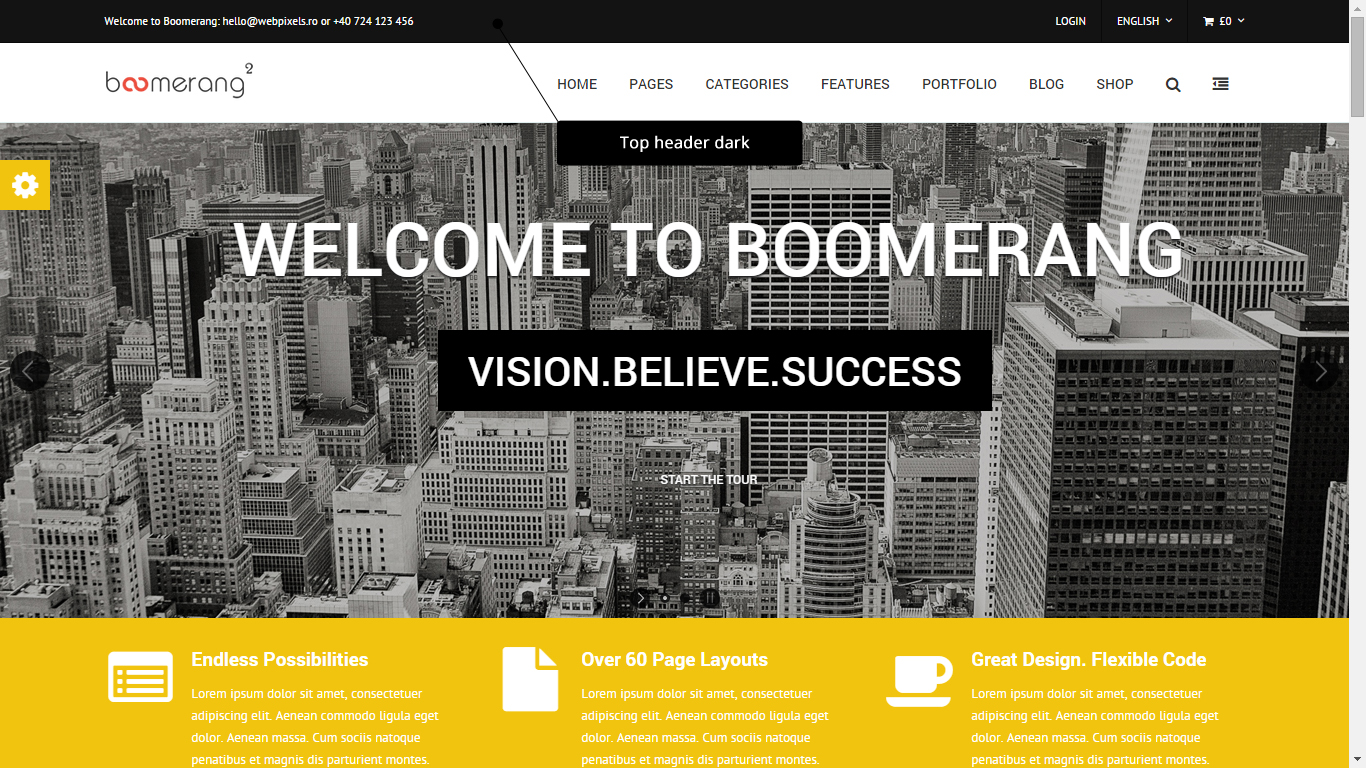 Welcome to Boomerang: hello@webpixels.ro or +40 724 123 456
LOGIN
ENGLISH
£0
boomerang2
HOME
PAGES
CATEGORIES
FEATURES
PORTFOLIO
BLOG
SHOP
Top header dark
WELCOME TO BOOMERANG
VISION.BELIEVE.SUCCESS
START THE TOUR
Endless Possibilities
Lorem ipsum dolor sit amet, consectetuer
adipiscing elit. Aenean commodo ligula eget
dolor. Aenean massa. Cum sociis natoque
penatibus et magnis dis parturient montes.
Over 60 Page Layouts
Lorem ipsum dolor sit amet, consectetuer
adipiscing elit. Aenean commodo ligula eget
dolor. Aenean massa. Cum sociis natoque
penatibus et magnis dis parturient montes.
Great Design. Flexible Code
Lorem ipsum dolor sit amet, consectetuer
adipiscing elit. Aenean commodo ligula eget
dolor. Aenean massa. Cum sociis natoque
penatibus et magnis dis parturient montes.